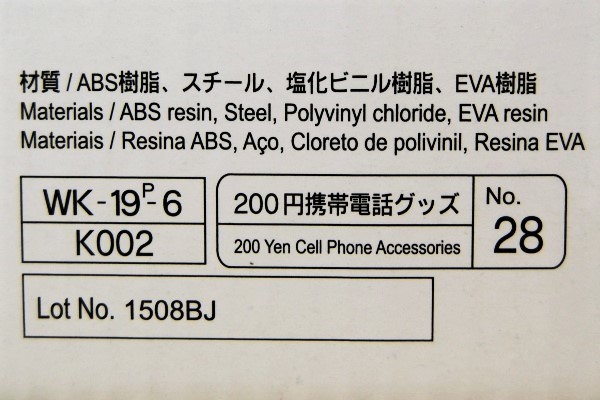 材質 / ABS樹脂、スチール、塩化ビニル樹脂、EVA樹脂
Materials / ABS resin, Steel, Polyvinyl chloride, EVA resin
Materiais / Resina ABS, Aço, Cloreto de polivinil, Resina EVA
WK-19P-6
K002
200円携帯電話グッズ
200 Yen Cell Phone Accessories
No.
28
Lot No. 1508BJ